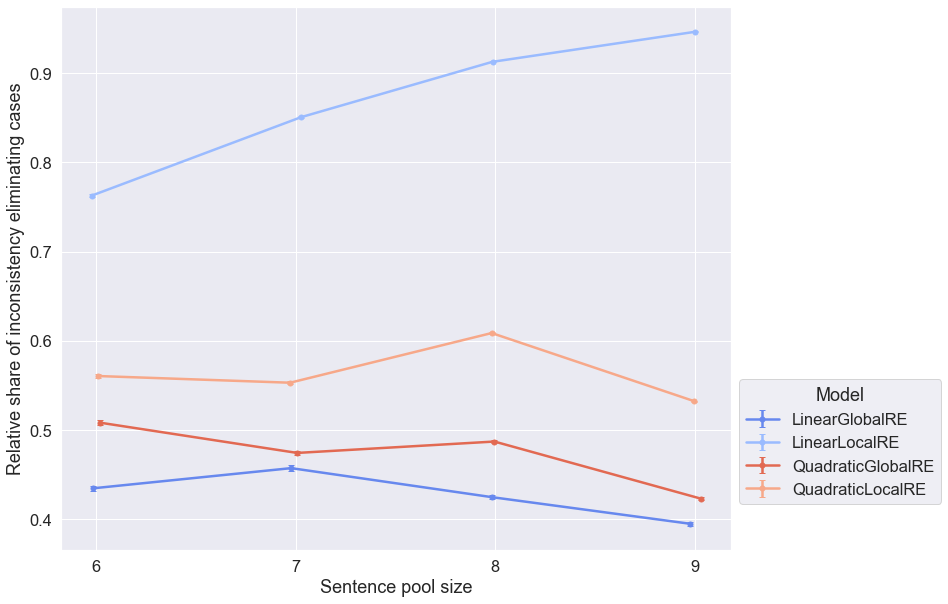 Relative share of inconsistency eliminating cases
0.9
0.8
0.7
0.6
0.5
0.4
6
7
8
9
Sentence pool size
Model
LinearGlobalRE
LinearLocalRE
QuadraticGlobalRE
QuadraticLocalRE